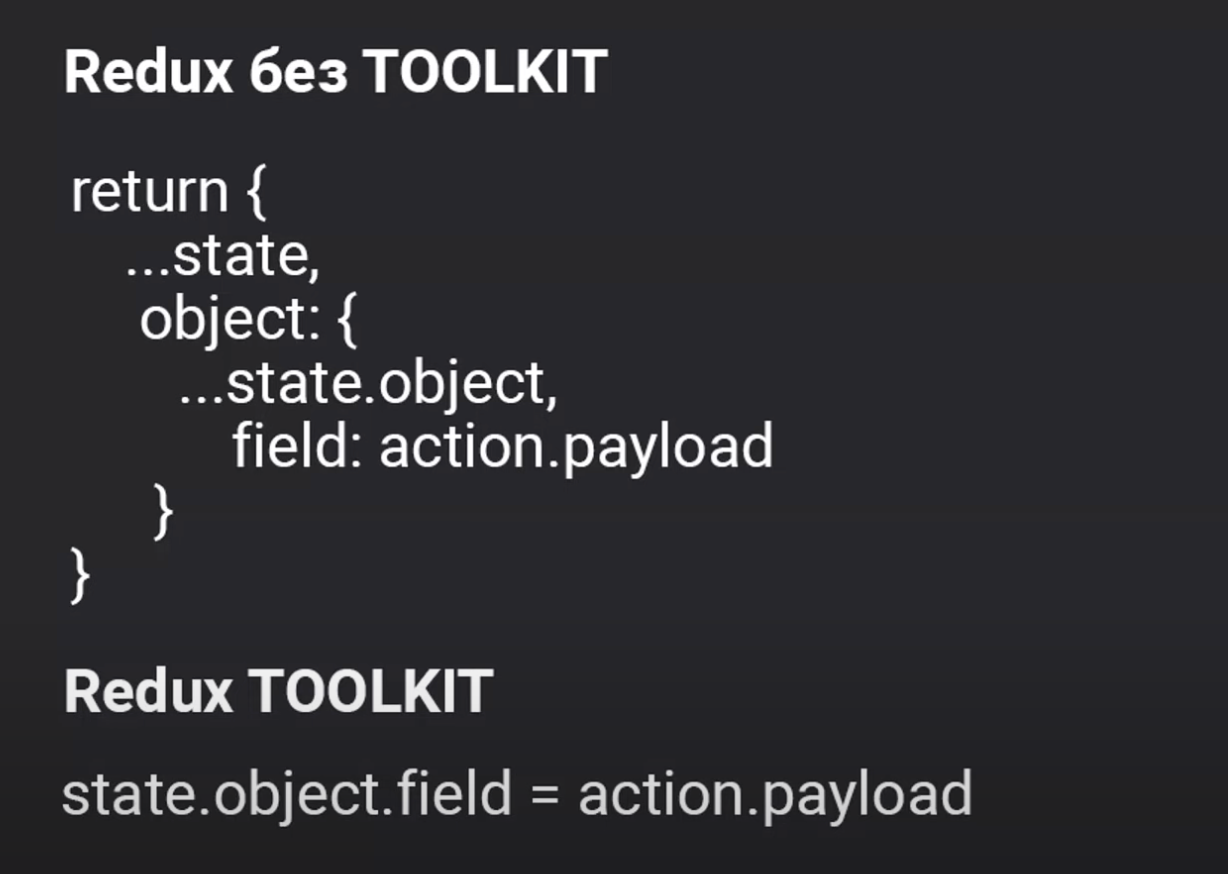 Redux без TOOLKIT
return {
...state,
object: {
...state.object,
field: action.payload
}
}
Redux TOOLKIT
state.object.field = action.payload